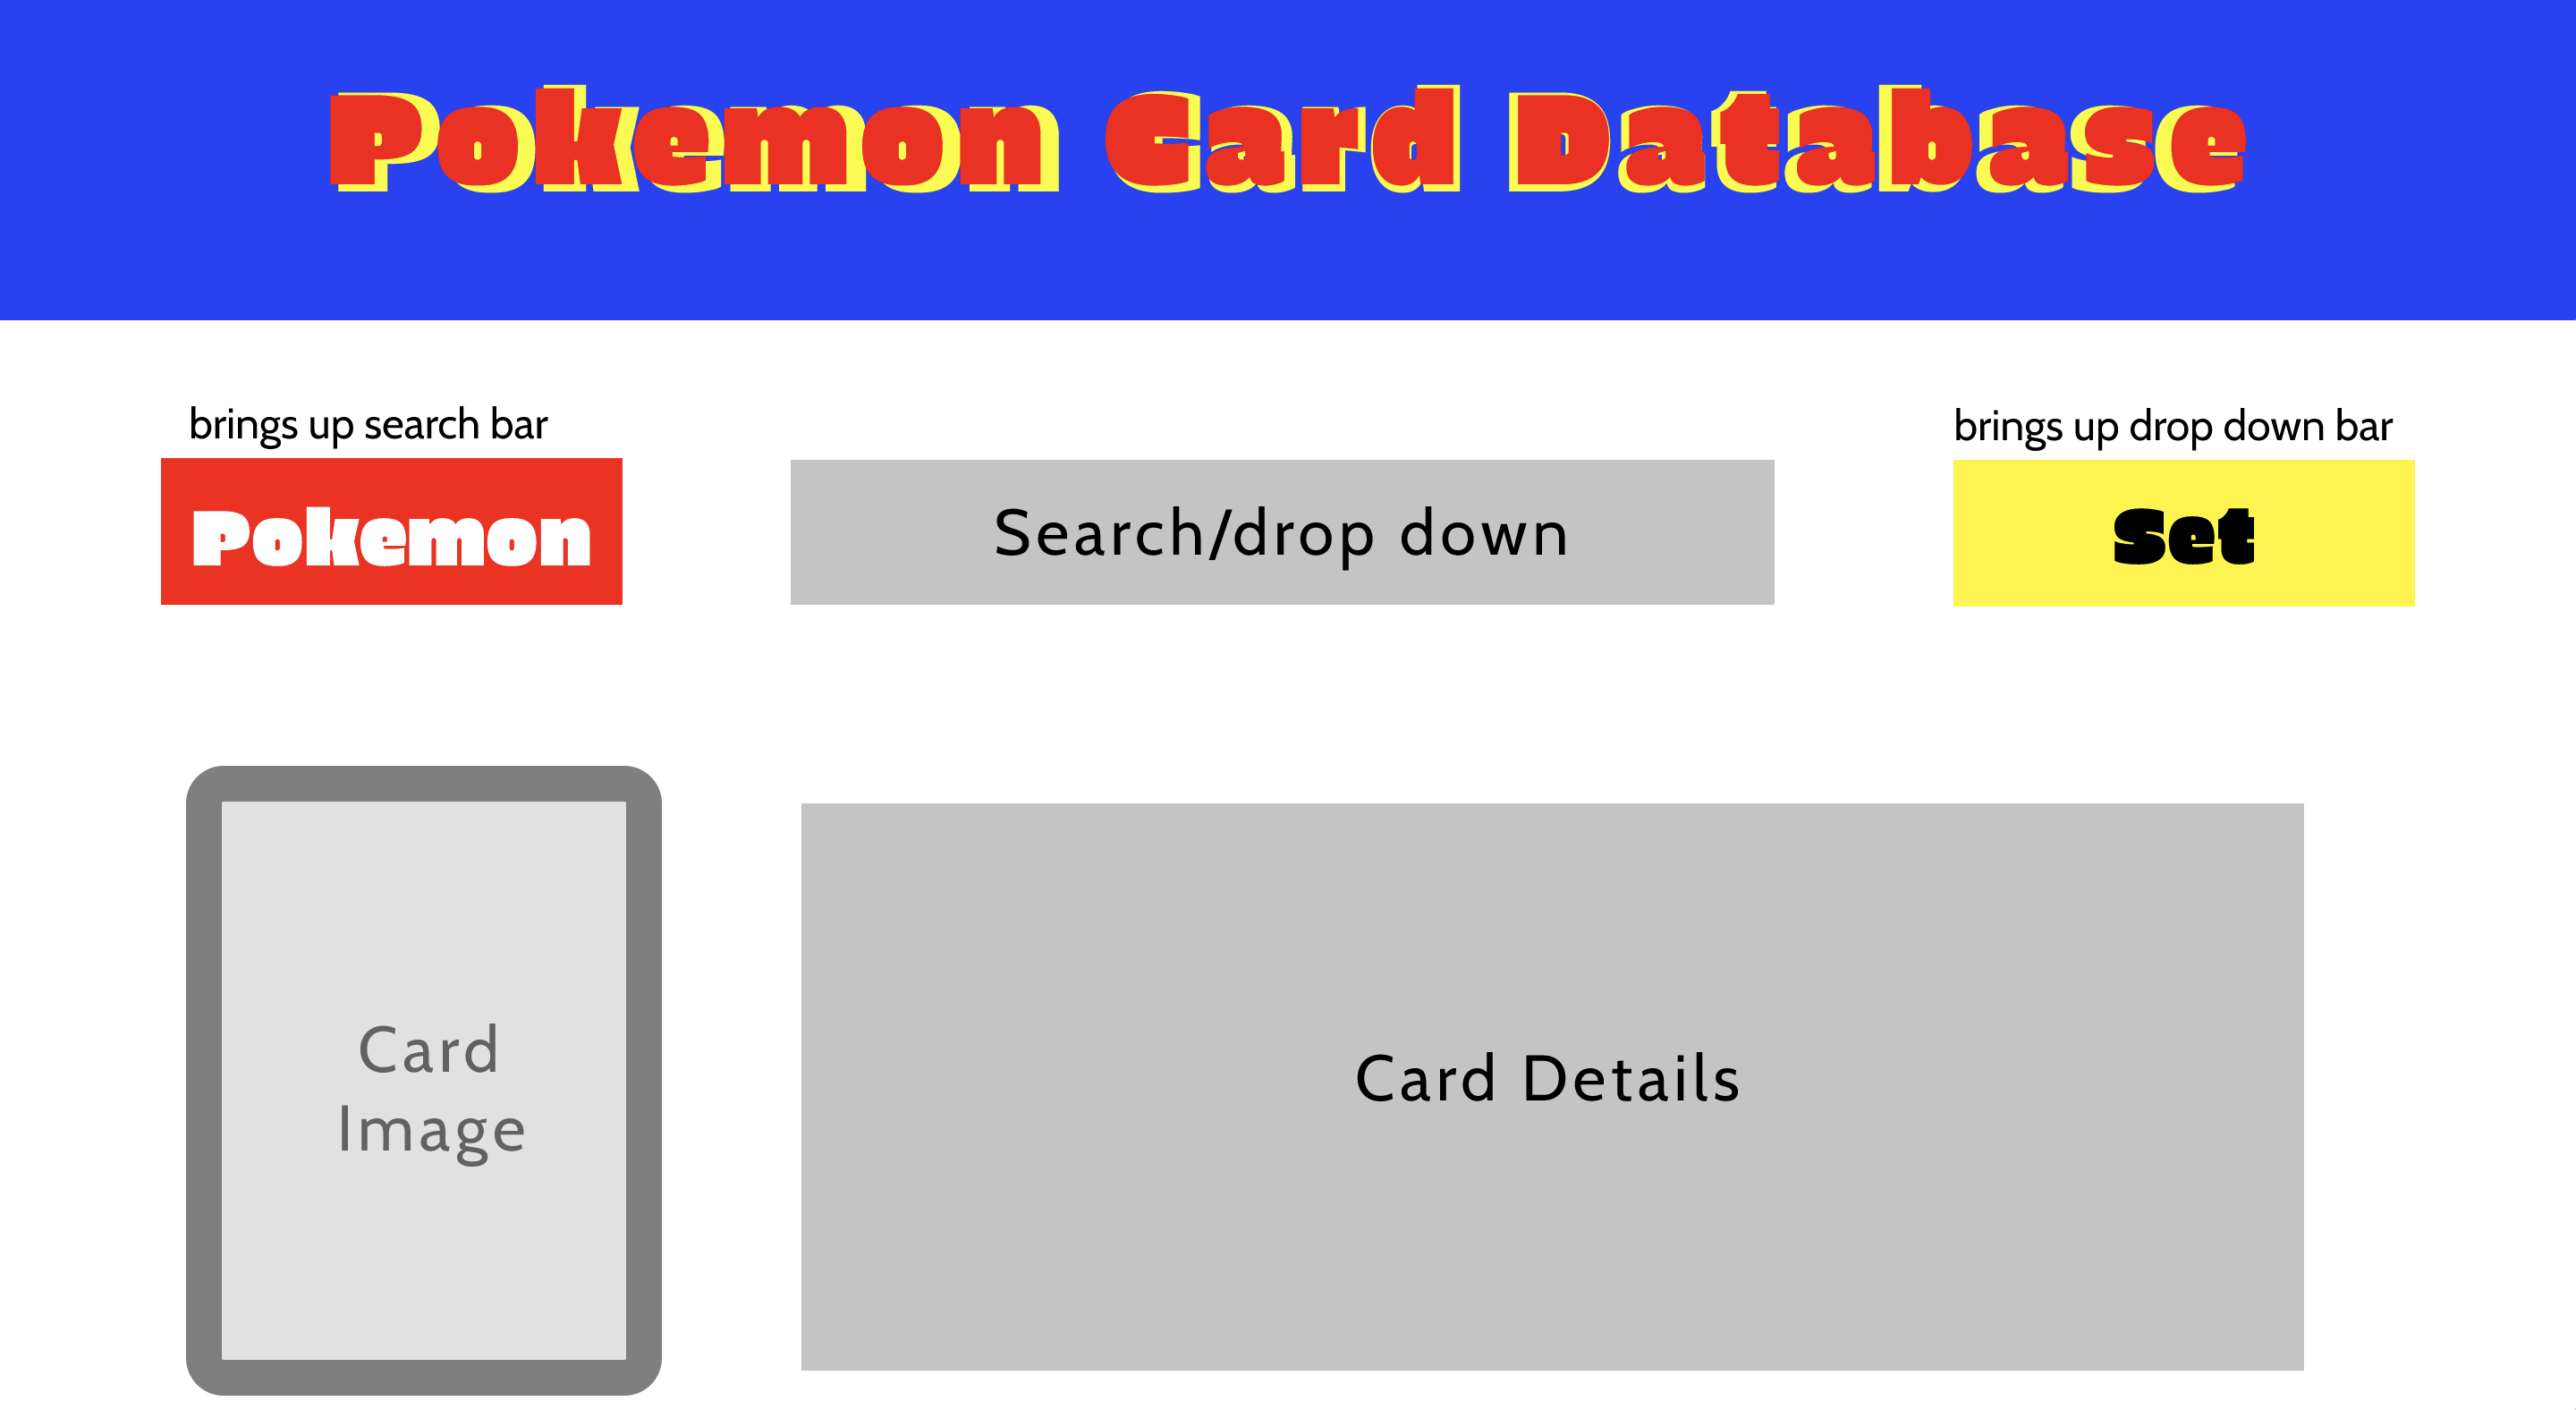 Pokemon Card Database
brings up search bar
brings up drop down bar
Pokemon
Search/drop down
Set
Card
Image
Card Details